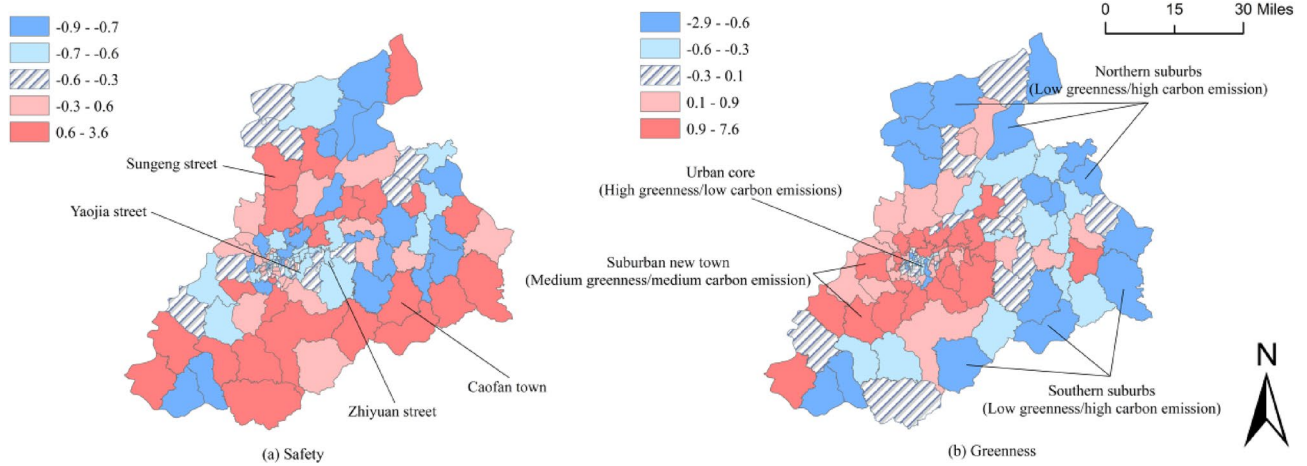 -0.9 - -0.7
-0.7 - -0.6
-0.6 - -0.3
-0.3 - 0.6
0.6 - 3.6
Sungeng street
Yaojia street
Zhiyuan street
Caofan town
(a) Safety
-2.9 - -0.6
-0.6 - -0.3
-0.3 - 0.1
0.1 - 0.9
0.9 - 7.6
0 15 30 Miles
Northern suburbs
(Low greenness/high carbon emission)
Urban core
(High greenness/low carbon emissions)
Suburban new town
(Medium greenness/medium carbon emission)
Southern suburbs
(Low greenness/high carbon emission)
N
(b) Greenness